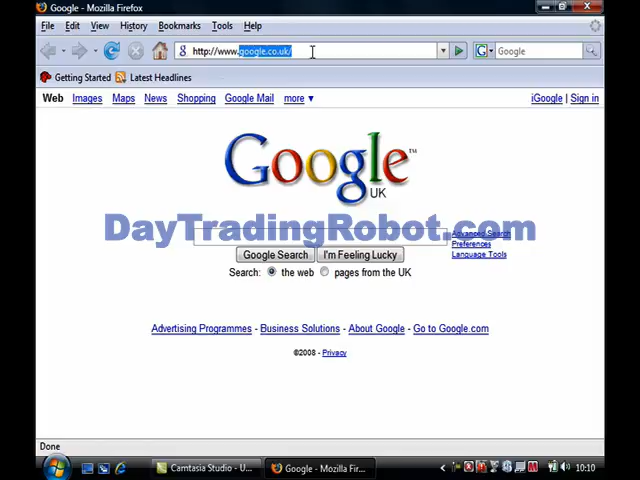 Google - Mozilla Firefox
File Edit View History Bookmarks Tools Help
http://www.google.co.uk/ Google
Getting Started Latest Headlines
Web Images Maps News Shopping Google Mail more ▼ iGoogle | Sign in
Google™
UK
DayTradingRobot.com
Advanced Search
Preferences
Language Tools
Google Search I'm Feeling Lucky
Search: the web pages from the UK
Advertising Programmes - Business Solutions - About Google - Go to Google.com
©2008 - Privacy
Done
Camtasia Studio - U... Google - Mozilla Fir... 10:10